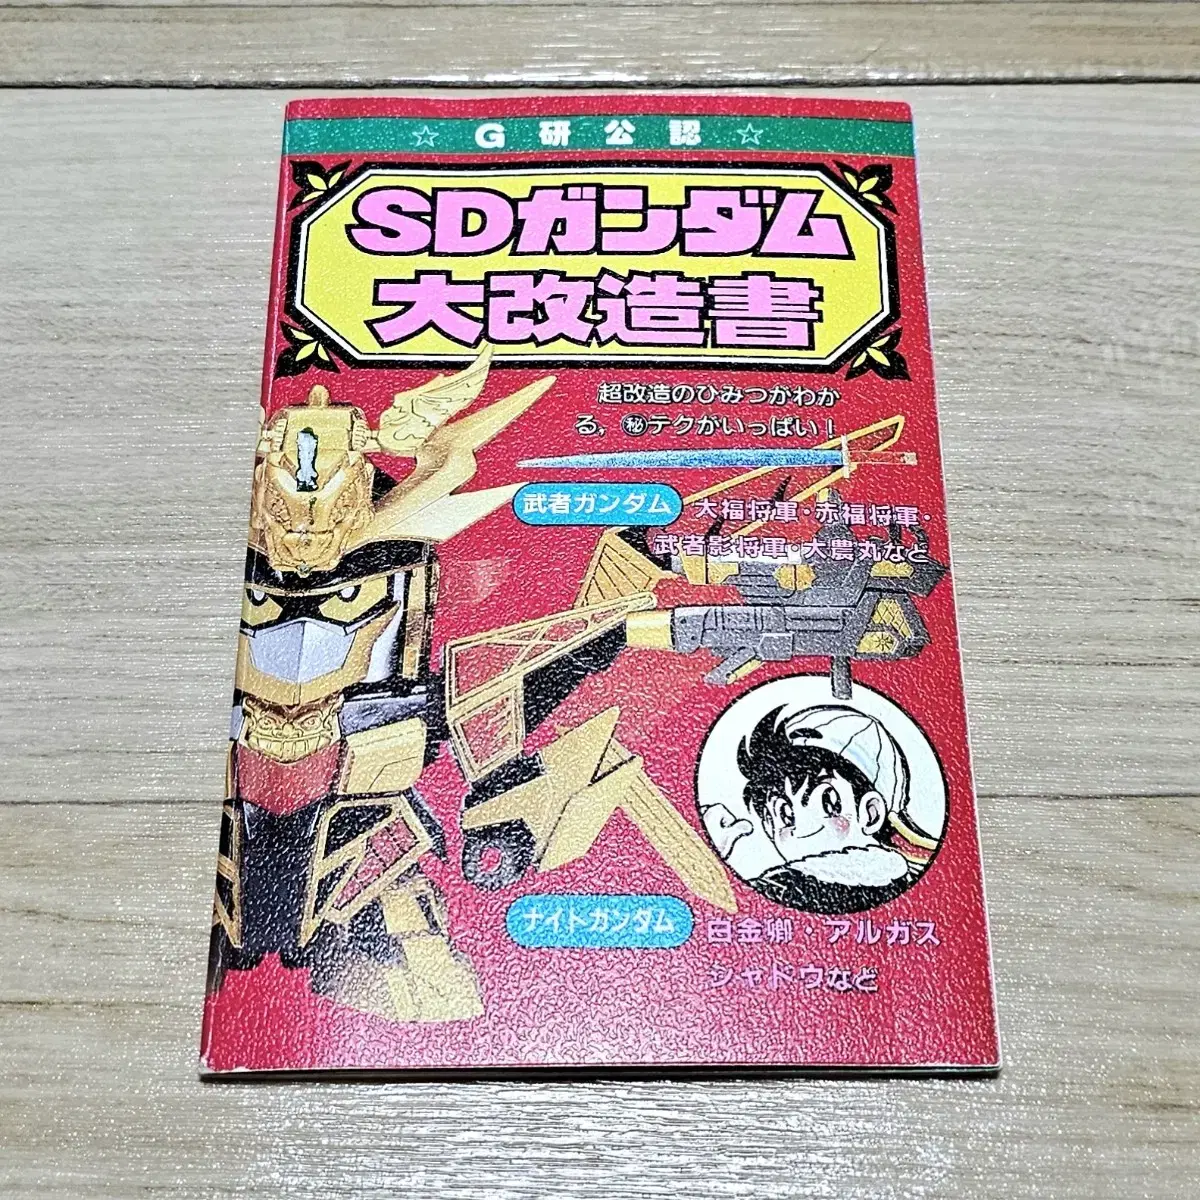 ☆ G研公認 ☆
SDガンダム
大改造書
超改造のひみつがわか
る,㊙テクがいっぱい!
武者ガンダム 大福将軍・赤福将軍・
武者影将軍・大農丸など
ナイトガンダム 白金卿・アルガス
シャドウなど